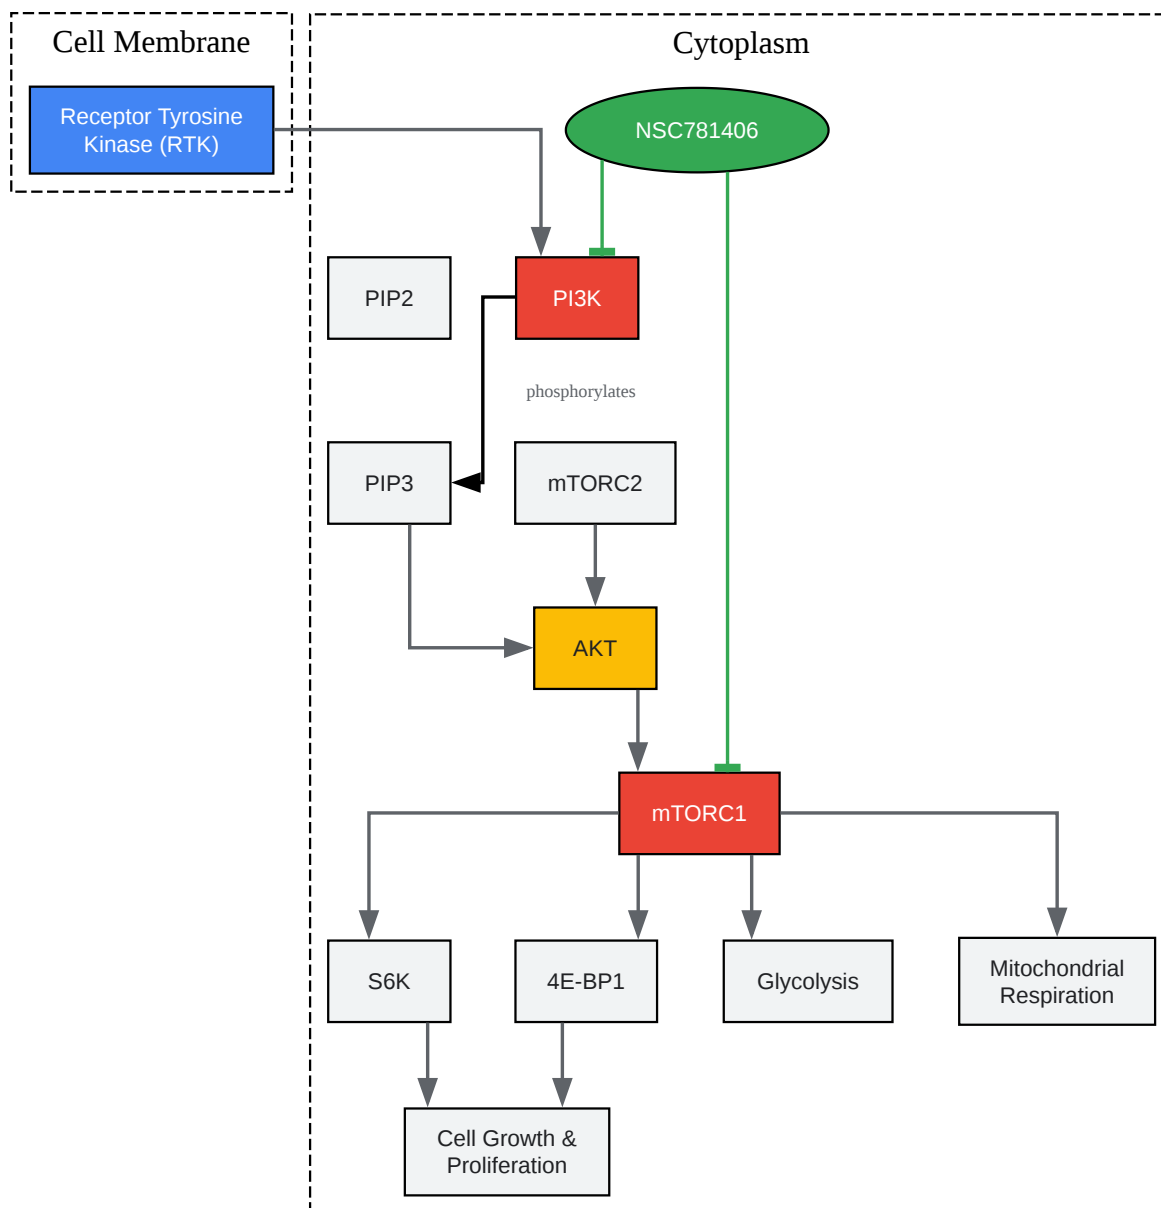 Cell Membrane
Cytoplasm
Receptor Tyrosine
Kinase (RTK)
NSC781406
PIP2
PI3K
phosphorylates
PIP3
mTORC2
AKT
mTORC1
S6K
4E-BP1
Glycolysis
Mitochondrial
Respiration
Cell Growth &
Proliferation